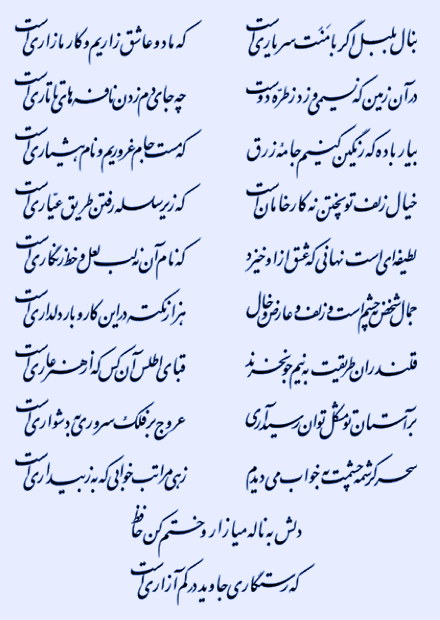 بنال بلبل اگر با منت سر یاری است
که ما دو عاشق زاریم و کار ما زاری است
در آن زمین که نسیمی وزد ز طره دوست
چه جای دم زدن نافه‌های تاتاری است
بیار باده که رنگین کنیم جامه زرق
که مست جام غروریم و نام هشیاری است
خیال زلف تو پختن نه کار خامان است
که زیر سلسله رفتن طریق عیاری است
لطیفه‌ای است نهانی که عشق از او خیزد
که نام آن نه لب لعل و خط زنگاری است
جمال شخص نه چشم است و زلف و عارض و خال
هزار نکته در این کار و بار دلداری است
قلندران طریقت به نیم جو نخرند
قبای اطلس آن کس که از هنر عاری است
بر آستان تو مشکل توان رسید آری
عروج بر فلک سروری به دشواری است
سحر کرشمه چشمت به خواب می‌دیدم
زهی مراتب خوابی که به ز بیداری است
دلش به ناله میازار و ختم کن حافظ
که رستگاری جاوید در کم آزاری است